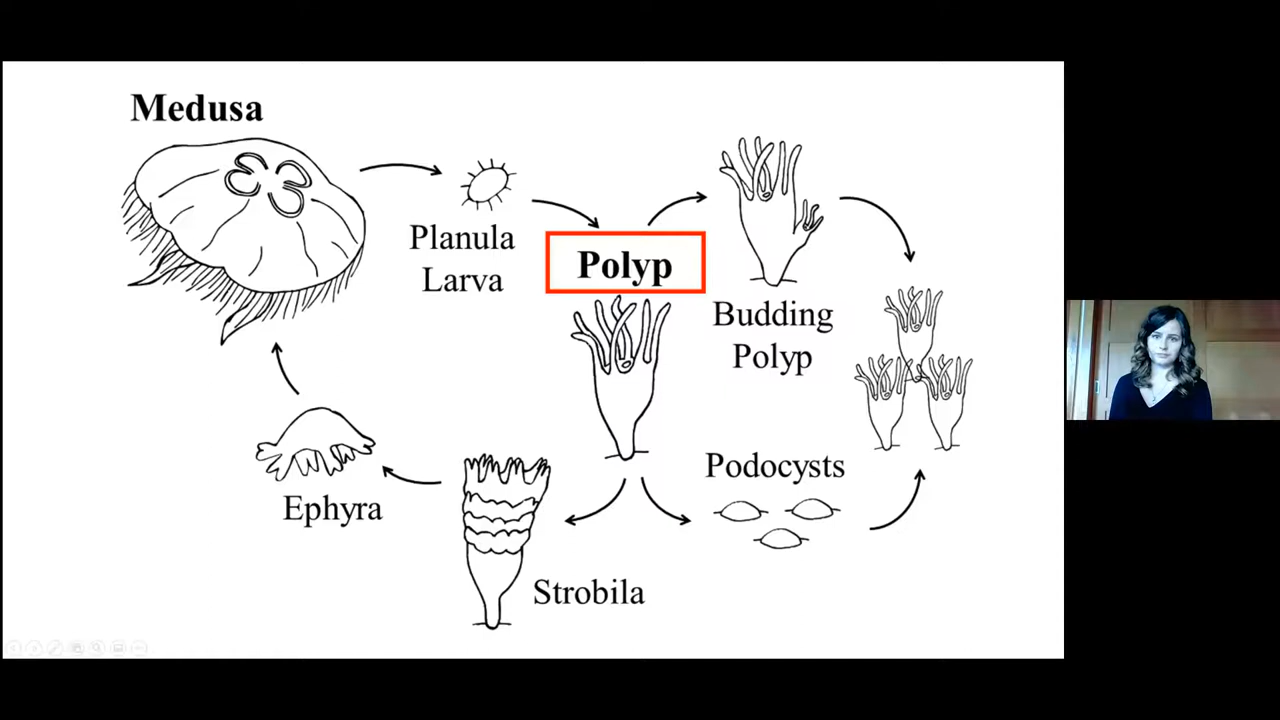 Medusa
Planula
Larva
Polyp
Budding
Polyp
Podocysts
Ephyra
Strobila